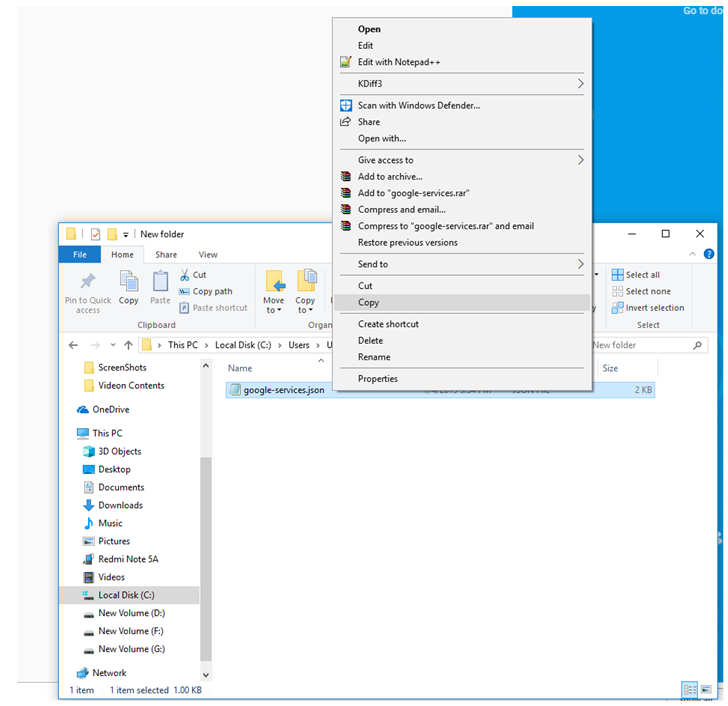 Go to do
Open
Edit
Edit with Notepad++
KDiff3
Scan with Windows Defender...
Share
Open with...
Give access to
Add to archive...
Add to "google-services.rar"
Compress and email...
Compress to "google-services.rar" and email
Restore previous versions
Send to
Cut
Copy
Create shortcut
Delete
Rename
Properties
New folder
File
Home
Share
View
Pin to Quick
access
Copy
Paste
Cut
Copy path
Paste shortcut
Clipboard
Move
to
Copy
to
Organ
Select all
Select none
Invert selection
Select
This PC
Local Disk (C:)
Users
U
New folder
Name
Size
google-services.json
2 KB
ScreenShots
Videon Contents
OneDrive
This PC
3D Objects
Desktop
Documents
Downloads
Music
Pictures
Redmi Note 5A
Videos
Local Disk (C:)
New Volume (D:)
New Volume (F:)
New Volume (G:)
Network
1 item 1 item selected 1.00 KB